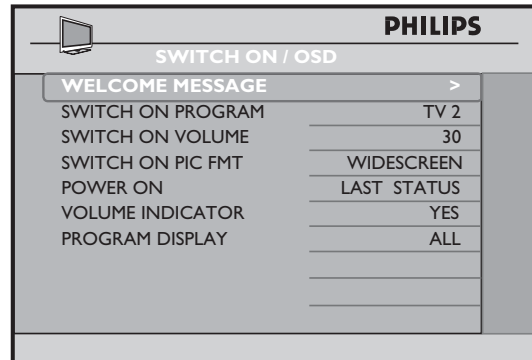 PHILIPS
SWITCH ON / OSD
WELCOME MESSAGE >
SWITCH ON PROGRAM TV 2
SWITCH ON VOLUME 30
SWITCH ON PIC FMT WIDESCREEN
POWER ON LAST STATUS
VOLUME INDICATOR YES
PROGRAM DISPLAY ALL